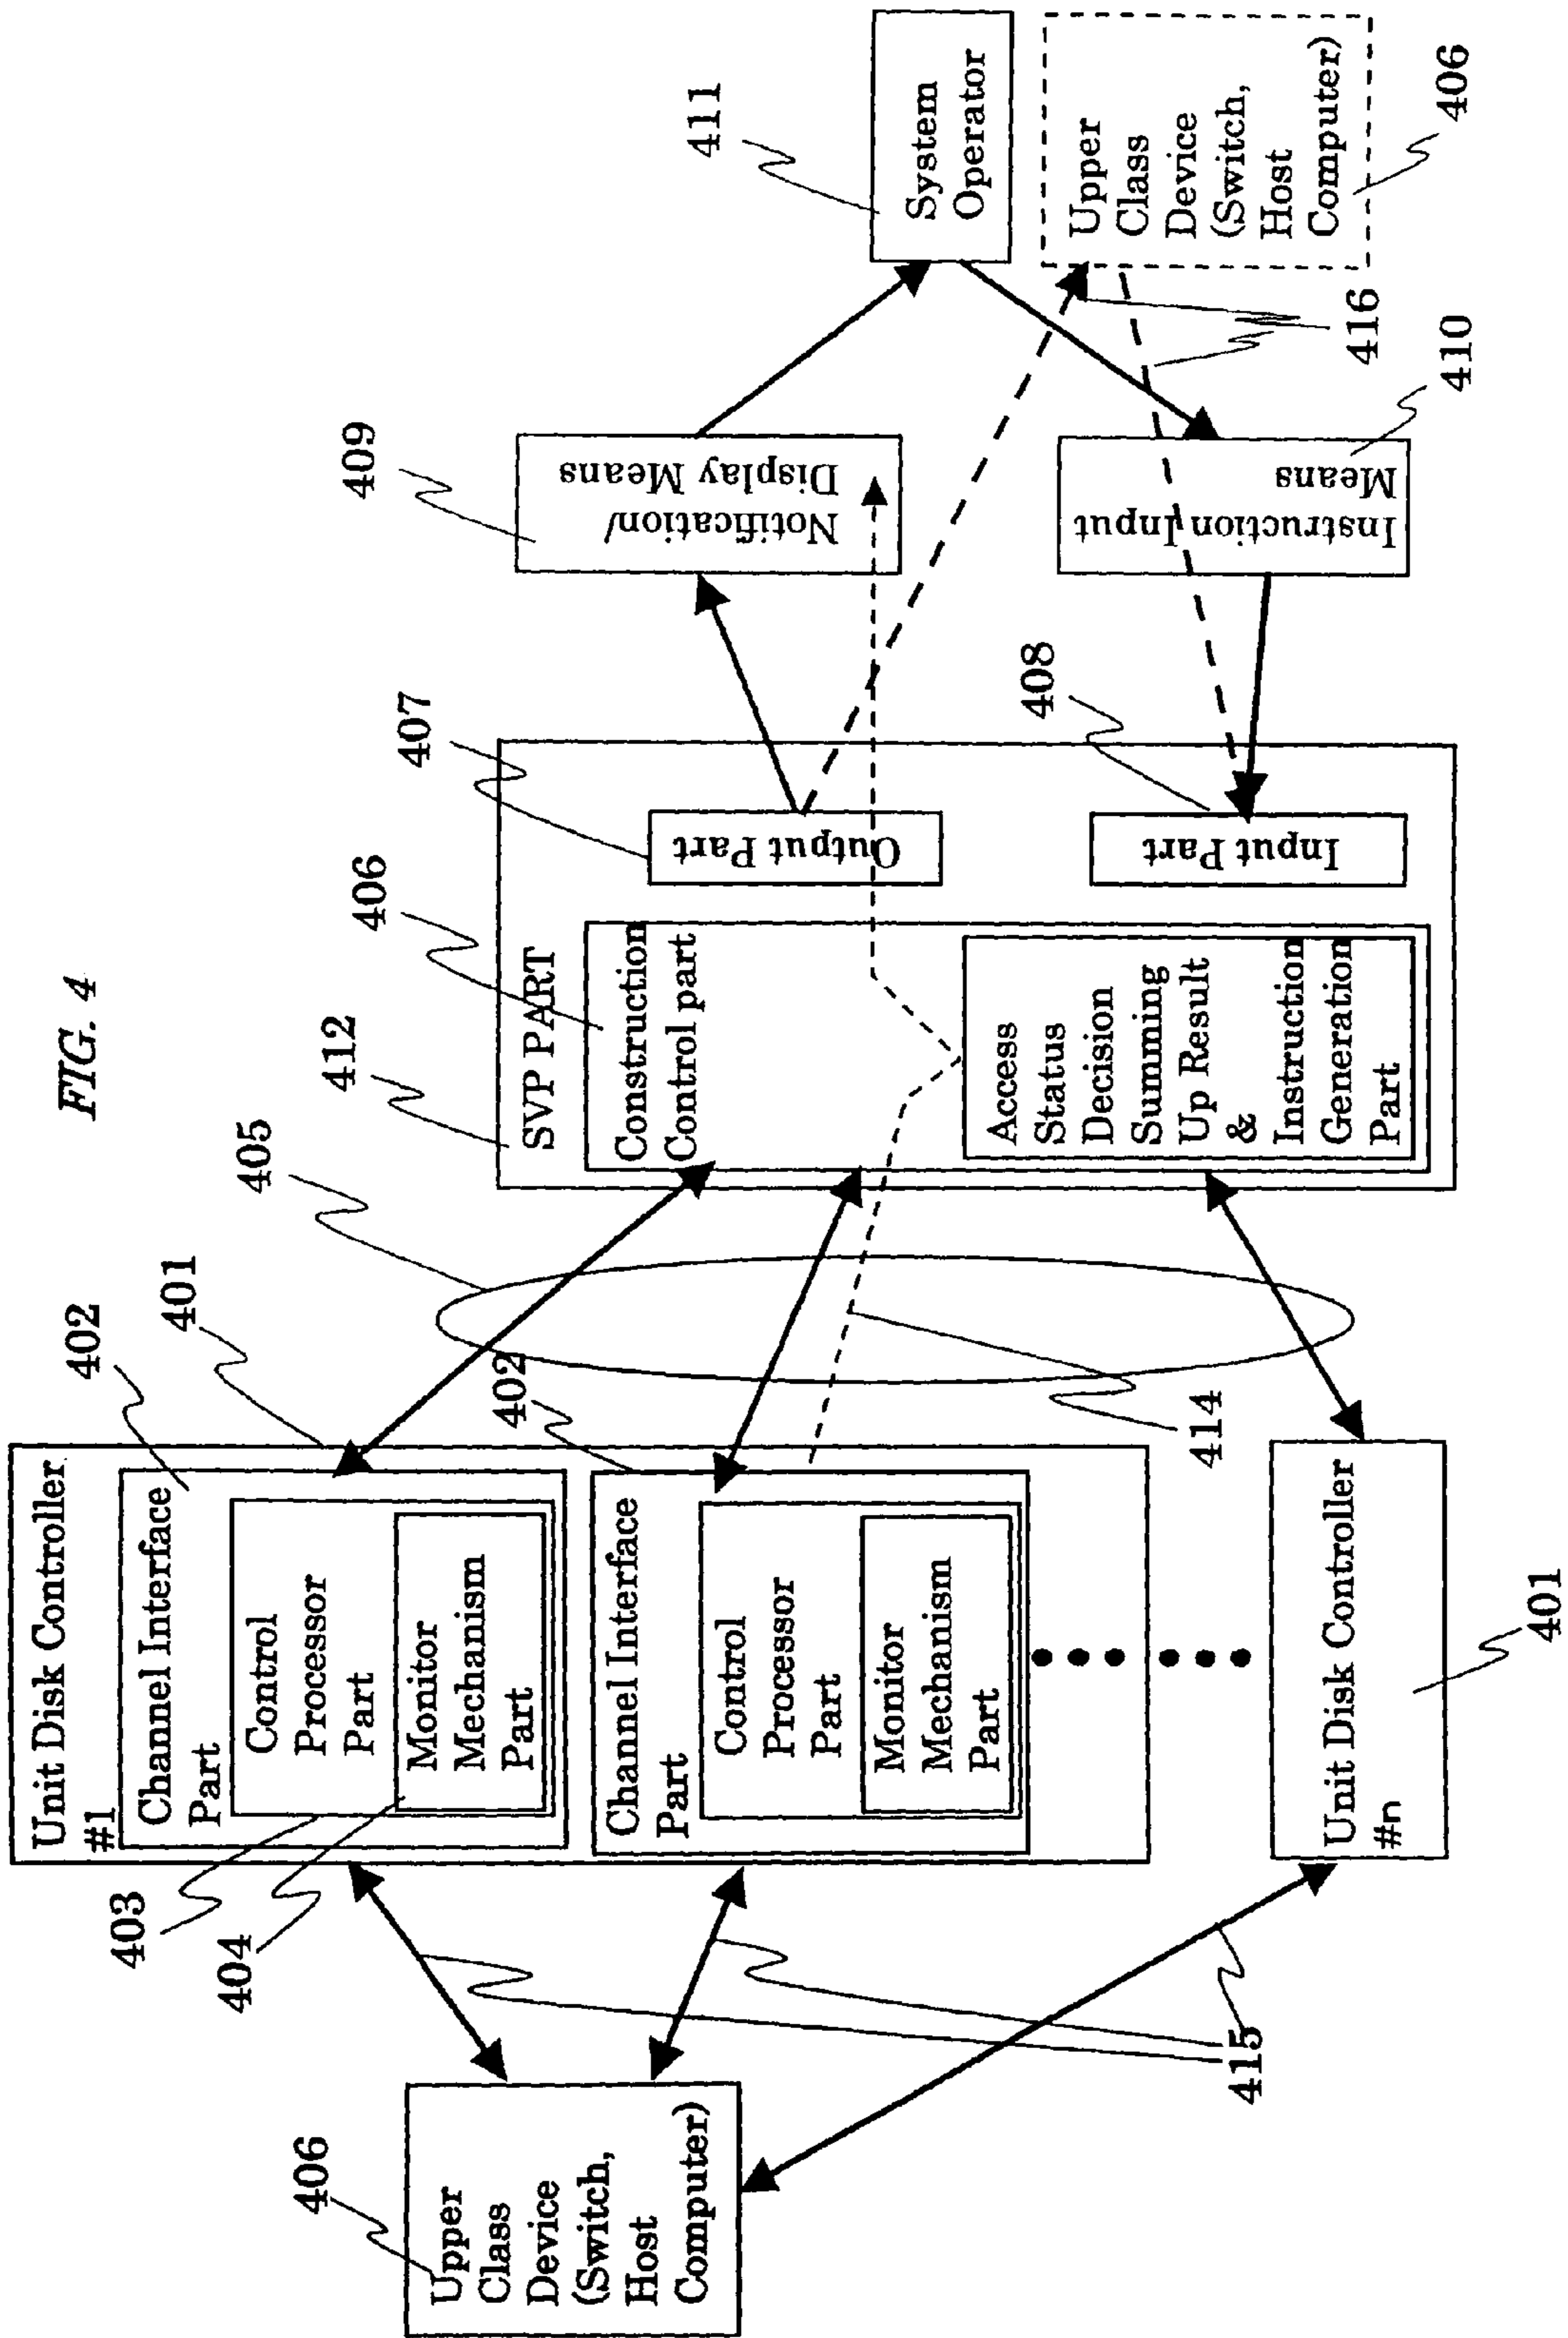 FIG. 4
406
Upper
Class
Device
(Switch,
Host
Computer)
415
403
404
Unit Disk Controller
#1
Channel Interface
Part
Control
Processor
Part
Monitor
Mechanism
Part
402
401
Channel Interface
Part
Control
Processor
Part
Monitor
Mechanism
Part
402
Unit Disk Controller
#n
401
405
414
412
SVP PART
406
Construction
Control part
Access
Status
Decision
Summing
Up Result
&
Instruction
Generation
Part
407
Output Part
408
Input Part
409
Notification/
Display Means
410
Instruction Input
Means
411
System
Operator
Upper
Class
Device
(Switch,
Host
Computer)
406
416